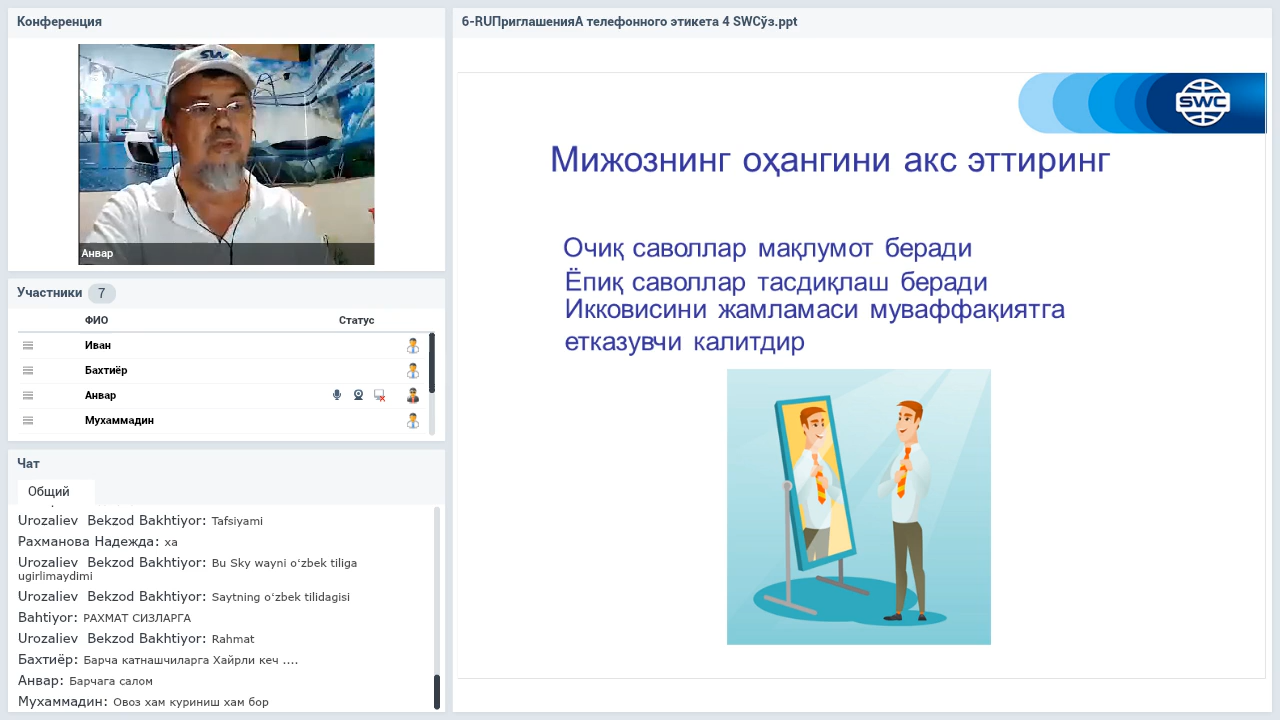 Конференция
SW
Анвар
Участники 7
ФИО Статус
Иван
Бахтиёр
Анвар
Мухаммадин
Чат
Общий
Urozaliev Bekzod Bakhtiyor: Tafsiyami
Рахманова Надежда: ха
Urozaliev Bekzod Bakhtiyor: Bu Sky wayni o'zbek tiliga
ugirlimaydimi
Urozaliev Bekzod Bakhtiyor: Saytning o'zbek tilidagisi
Bahtiyor: РАХМАТ СИЗЛАРГА
Urozaliev Bekzod Bakhtiyor: Rahmat
Бахтиёр: Барча катнашчиларга Хайрли кеч ....
Анвар: Барчага салом
Мухаммадин: Овоз хам куриниш хам бор
6-RUПриглашенияА телефонного этикета 4 SWCўз.ppt
SWC
Мижознинг оҳангини акс эттиринг
Очиқ саволлар мақлумот беради
Ёпиқ саволлар тасдиқлаш беради
Икковисини жамламаси муваффақиятга
етказувчи калитдир